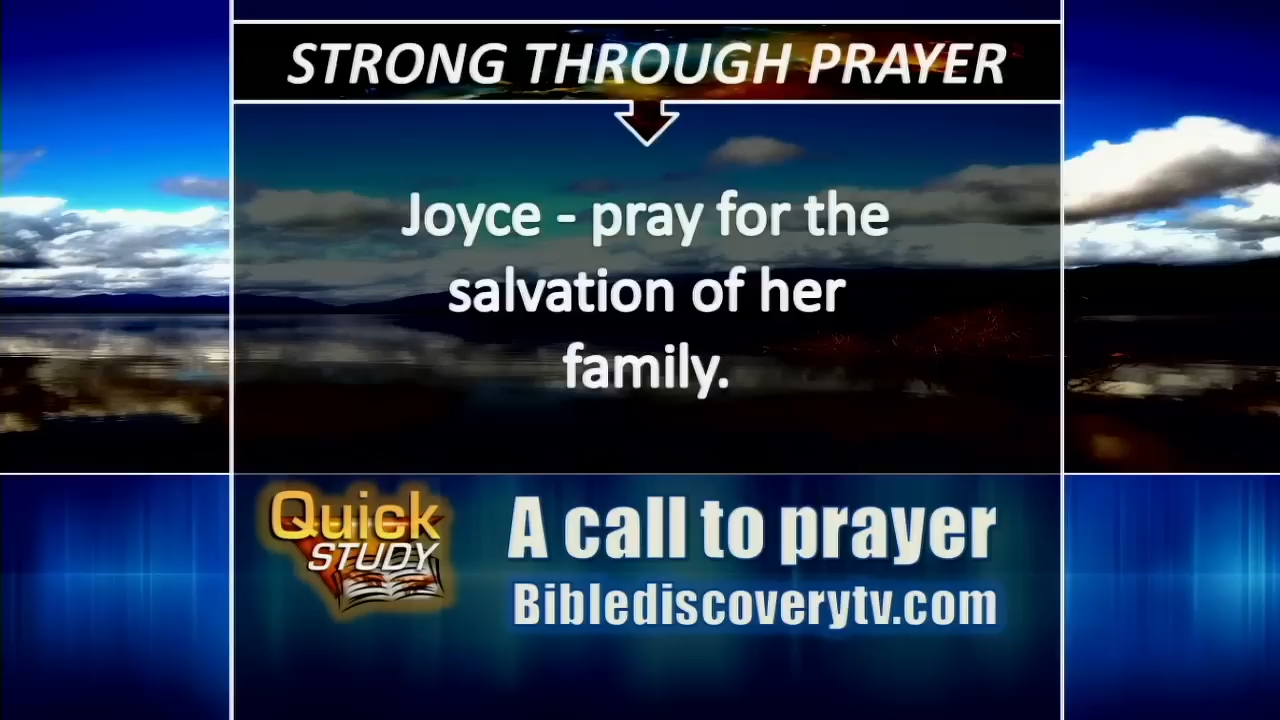 STRONG THROUGH PRAYER
Joyce - pray for the
salvation of her
family.
Quick
STUDY
A call to prayer
Biblediscoverytv.com